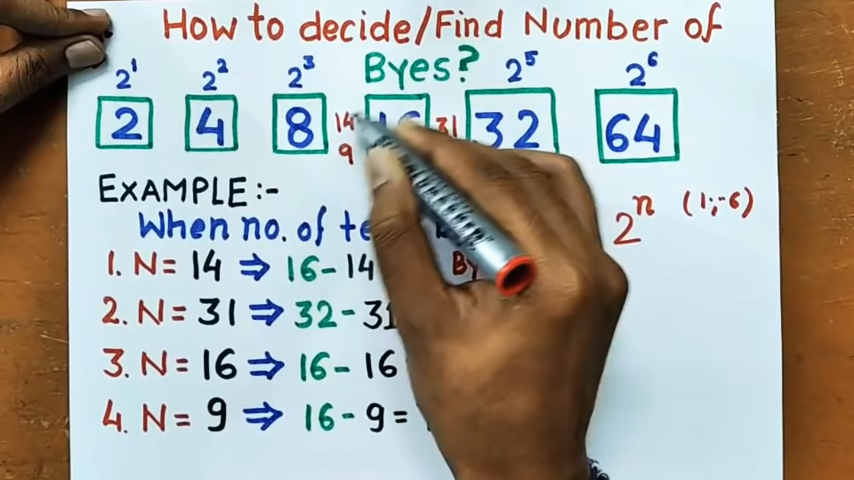 How to decide/Find Number of
Byes?
2¹ 2² 2³ 2⁵ 2⁶
2 4 8 14 31 32 64
9
EXAMPLE:-
When no. of
2ⁿ (1,-6)
1. N= 14 ⇒ 16- 14
2. N= 31 ⇒ 32 - 31
3. N= 16 ⇒ 16- 16
4. N= 9 ⇒ 16- 9 =